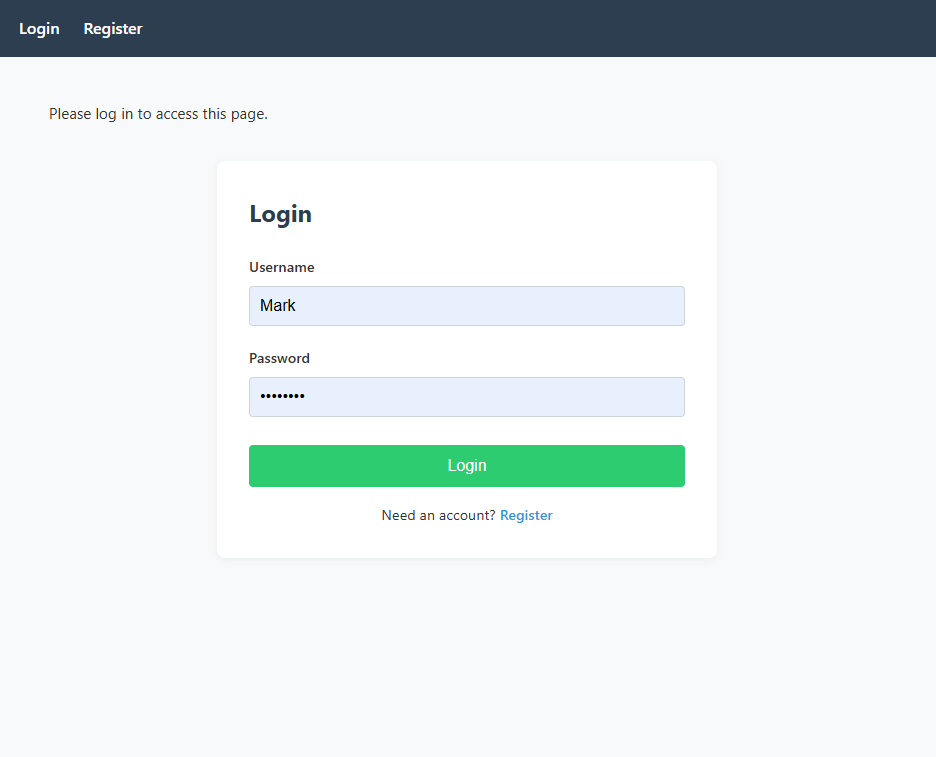 Login Register
Please log in to access this page.
Login
Username
Mark
Password
••••••••
Login
Need an account? Register